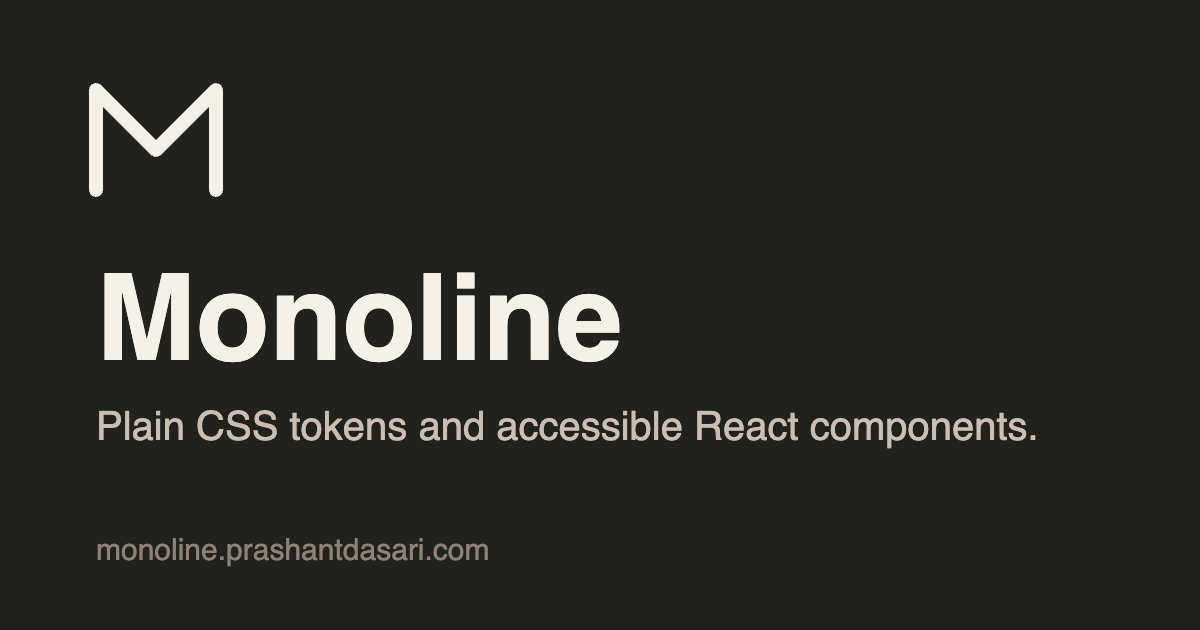 M
Monoline
Plain CSS tokens and accessible React components.
monoline.prashantdasari.com